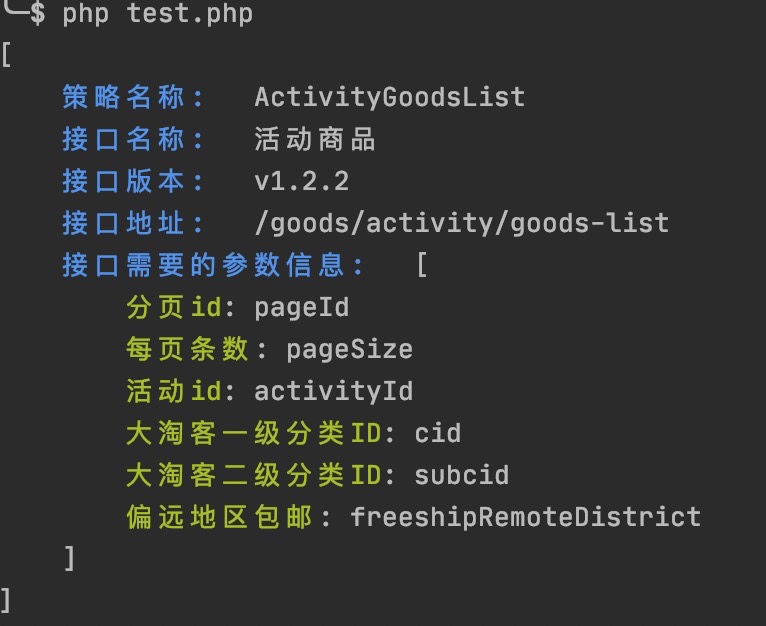 $ php test.php
[
策略名称: ActivityGoodsList
接口名称: 活动商品
接口版本: v1.2.2
接口地址: /goods/activity/goods-list
接口需要的参数信息: [
分页id: pageId
每页条数: pageSize
活动id: activityId
大淘客一级分类ID: cid
大淘客二级分类ID: subcid
偏远地区包邮: freeshipRemoteDistrict
]
]